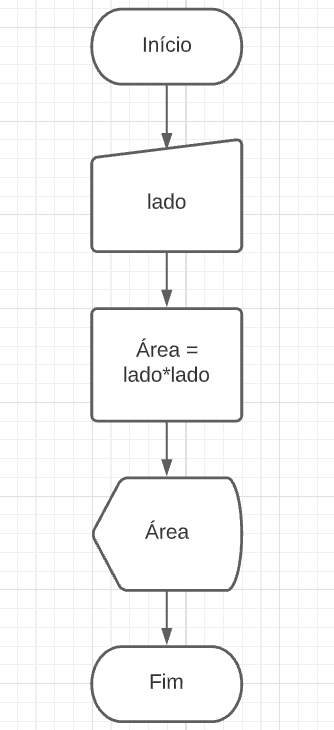 Início
lado
Área =
lado*lado
Área
Fim